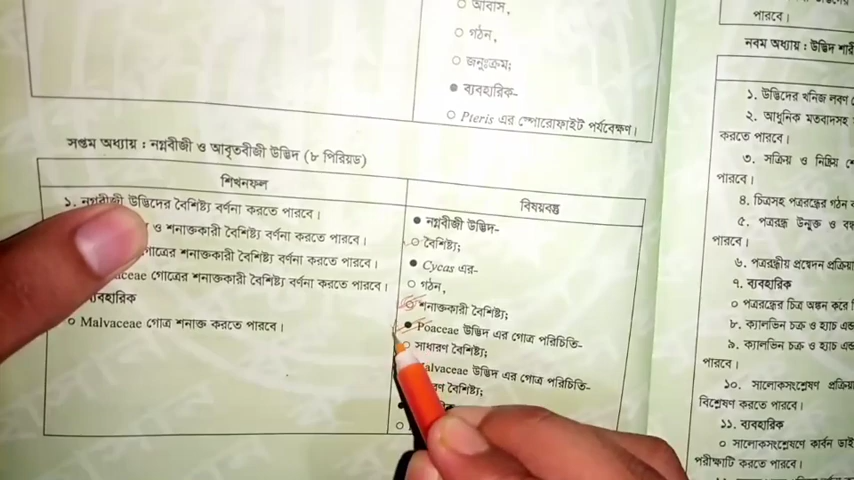 ○ আবাস,
○ গঠন,
○ জনুঃক্রম;
● ব্যবহারিক-
○ Pteris এর স্পোরোফাইট পর্যবেক্ষণ।
সপ্তম অধ্যায় : নগ্নবীজী ও আবৃতবীজী উদ্ভিদ (৮ পিরিয়ড)
শিখনফল
১. নগ্নবীজী উদ্ভিদের বৈশিষ্ট্য বর্ণনা করতে পারবে।
ও শনাক্তকারী বৈশিষ্ট্য বর্ণনা করতে পারবে।
গোত্রের শনাক্তকারী বৈশিষ্ট্য বর্ণনা করতে পারবে।
গোত্রের শনাক্তকারী বৈশিষ্ট্য বর্ণনা করতে পারবে।
ব্যবহারিক
○ Malvaceae গোত্র শনাক্ত করতে পারবে।
বিষয়বস্তু
● নগ্নবীজী উদ্ভিদ-
○ বৈশিষ্ট্য;
● Cycas এর-
○ গঠন,
○ শনাক্তকারী বৈশিষ্ট্য;
● Poaceae উদ্ভিদ এর গোত্র পরিচিতি-
○ সাধারণ বৈশিষ্ট্য;
Malvaceae উদ্ভিদ এর গোত্র পরিচিতি-
বৈশিষ্ট্য;
পারবে।
নবম অধ্যায় : উদ্ভিদ
১. উদ্ভিদের খনিজ লবণ
২. আধুনিক মতবাদসহ
করতে পারবে।
৩. সক্রিয় ও নিষ্ক্রিয়
পারবে।
৪. চিত্রসহ পত্ররন্ধ্রের গঠন
৫. পত্ররন্ধ্র উন্মুক্ত ও
পারবে।
৬. পত্ররন্ধ্রীয় প্রস্বেদন প্রক্রিয়া
৭. ব্যবহারিক
○ পত্ররন্ধ্রের চিত্র অঙ্কন করে
৮. ক্যালভিন চক্র ও হ্যাচ এন্ড
৯. ক্যালভিন চক্র ও হ্যাচ এন্ড
পারবে।
১০. সালোকসংশ্লেষণ প্রক্রিয়া
বিশ্লেষণ করতে পারবে।
১১. ব্যবহারিক
○ সালোকসংশ্লেষণে কার্বন
পরীক্ষাটি করতে পারবে।